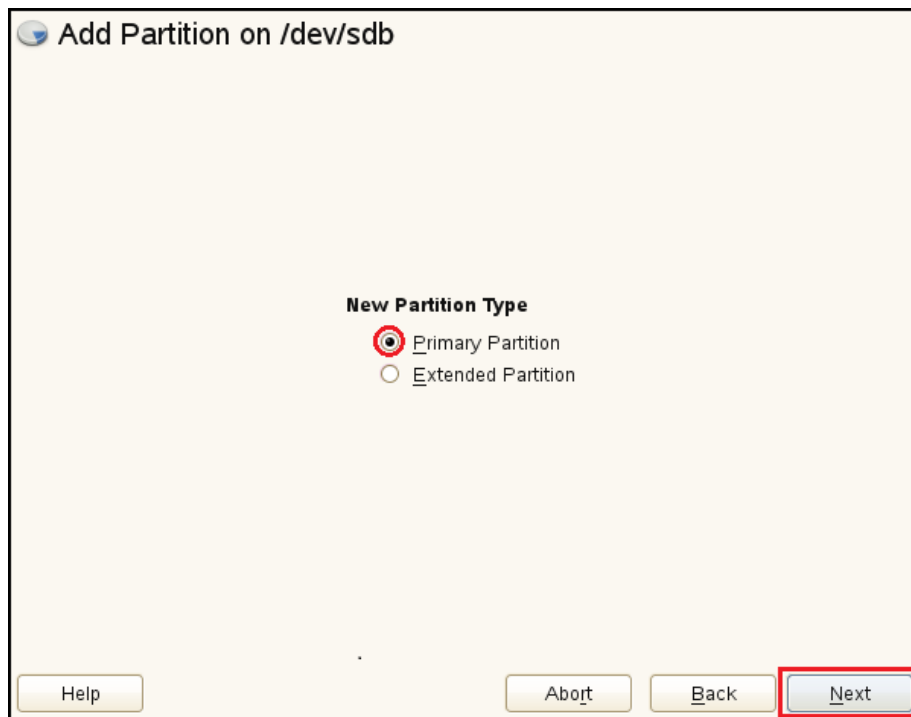 Add Partition on /dev/sdb
New Partition Type
Primary Partition
Extended Partition
Help Abort Back Next